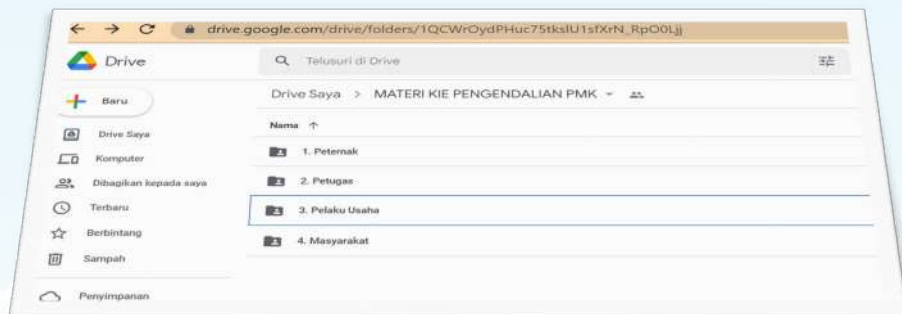 drive.google.com/drive/folders/1QCWrOydPHuc75tkslU1sfXrN_RpO0Ljj
Drive
Telusuri di Drive
Baru
Drive Saya > MATERI KIE PENGENDALIAN PMK
Nama ↑
Drive Saya
1. Peternak
Komputer
2. Petugas
Dibagikan kepada saya
Terbaru
3. Pelaku Usaha
Berbintang
4. Masyarakat
Sampah
Penyimpanan